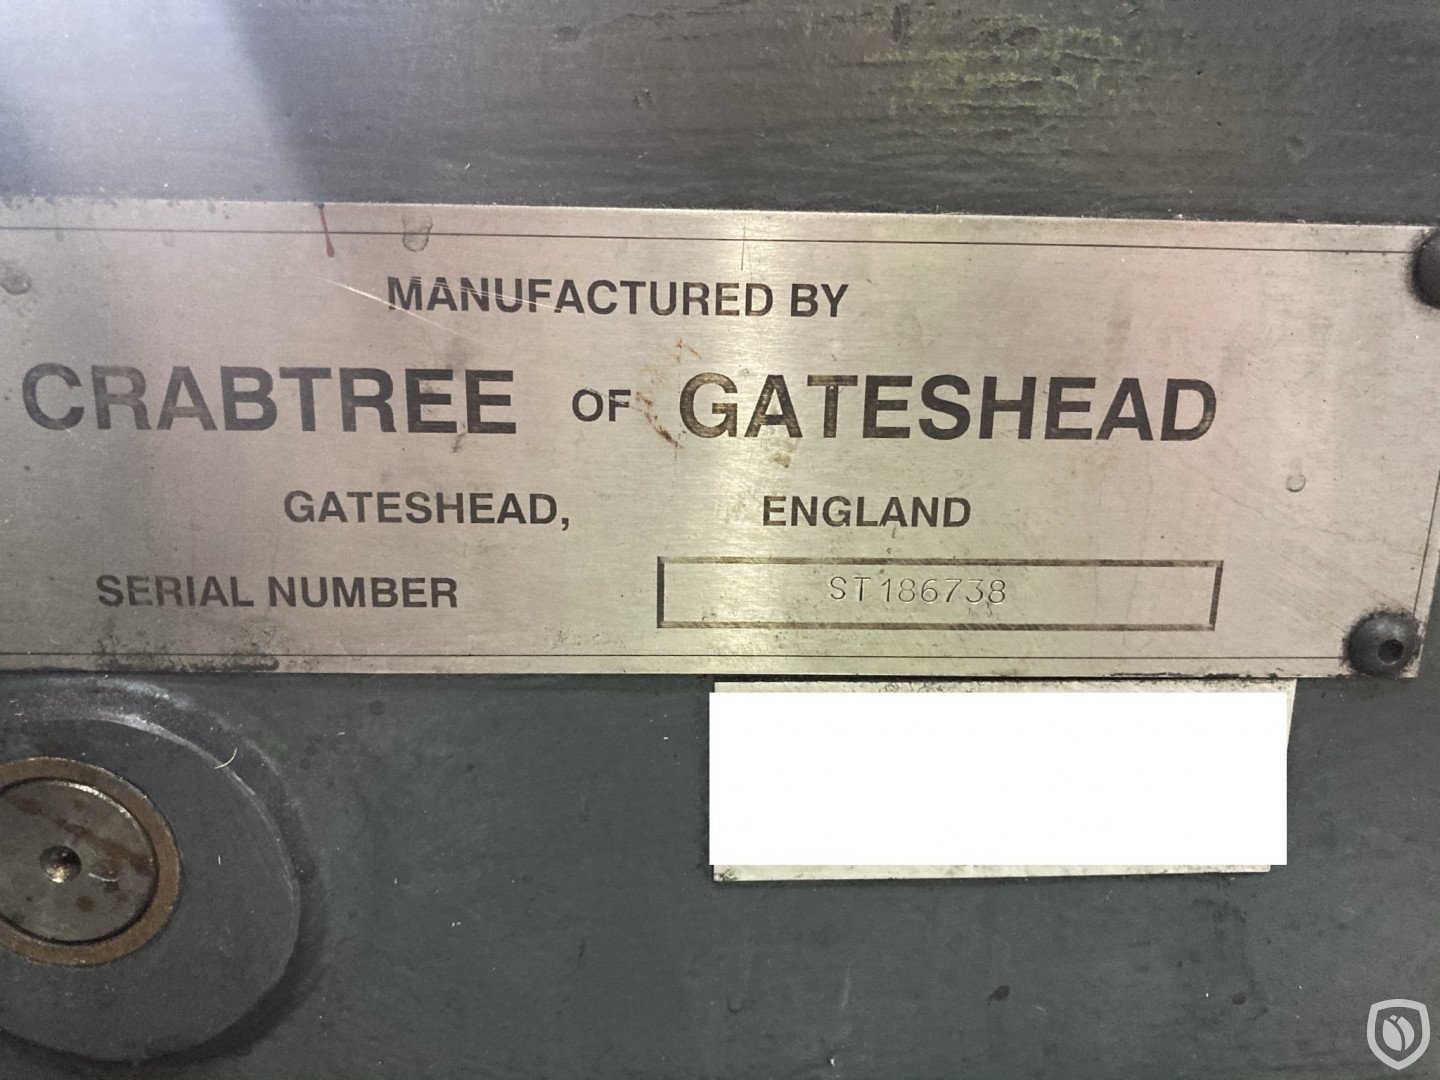 MANUFACTURED BY
CRABTREE OF GATESHEAD
GATESHEAD, ENGLAND
SERIAL NUMBER ST186738